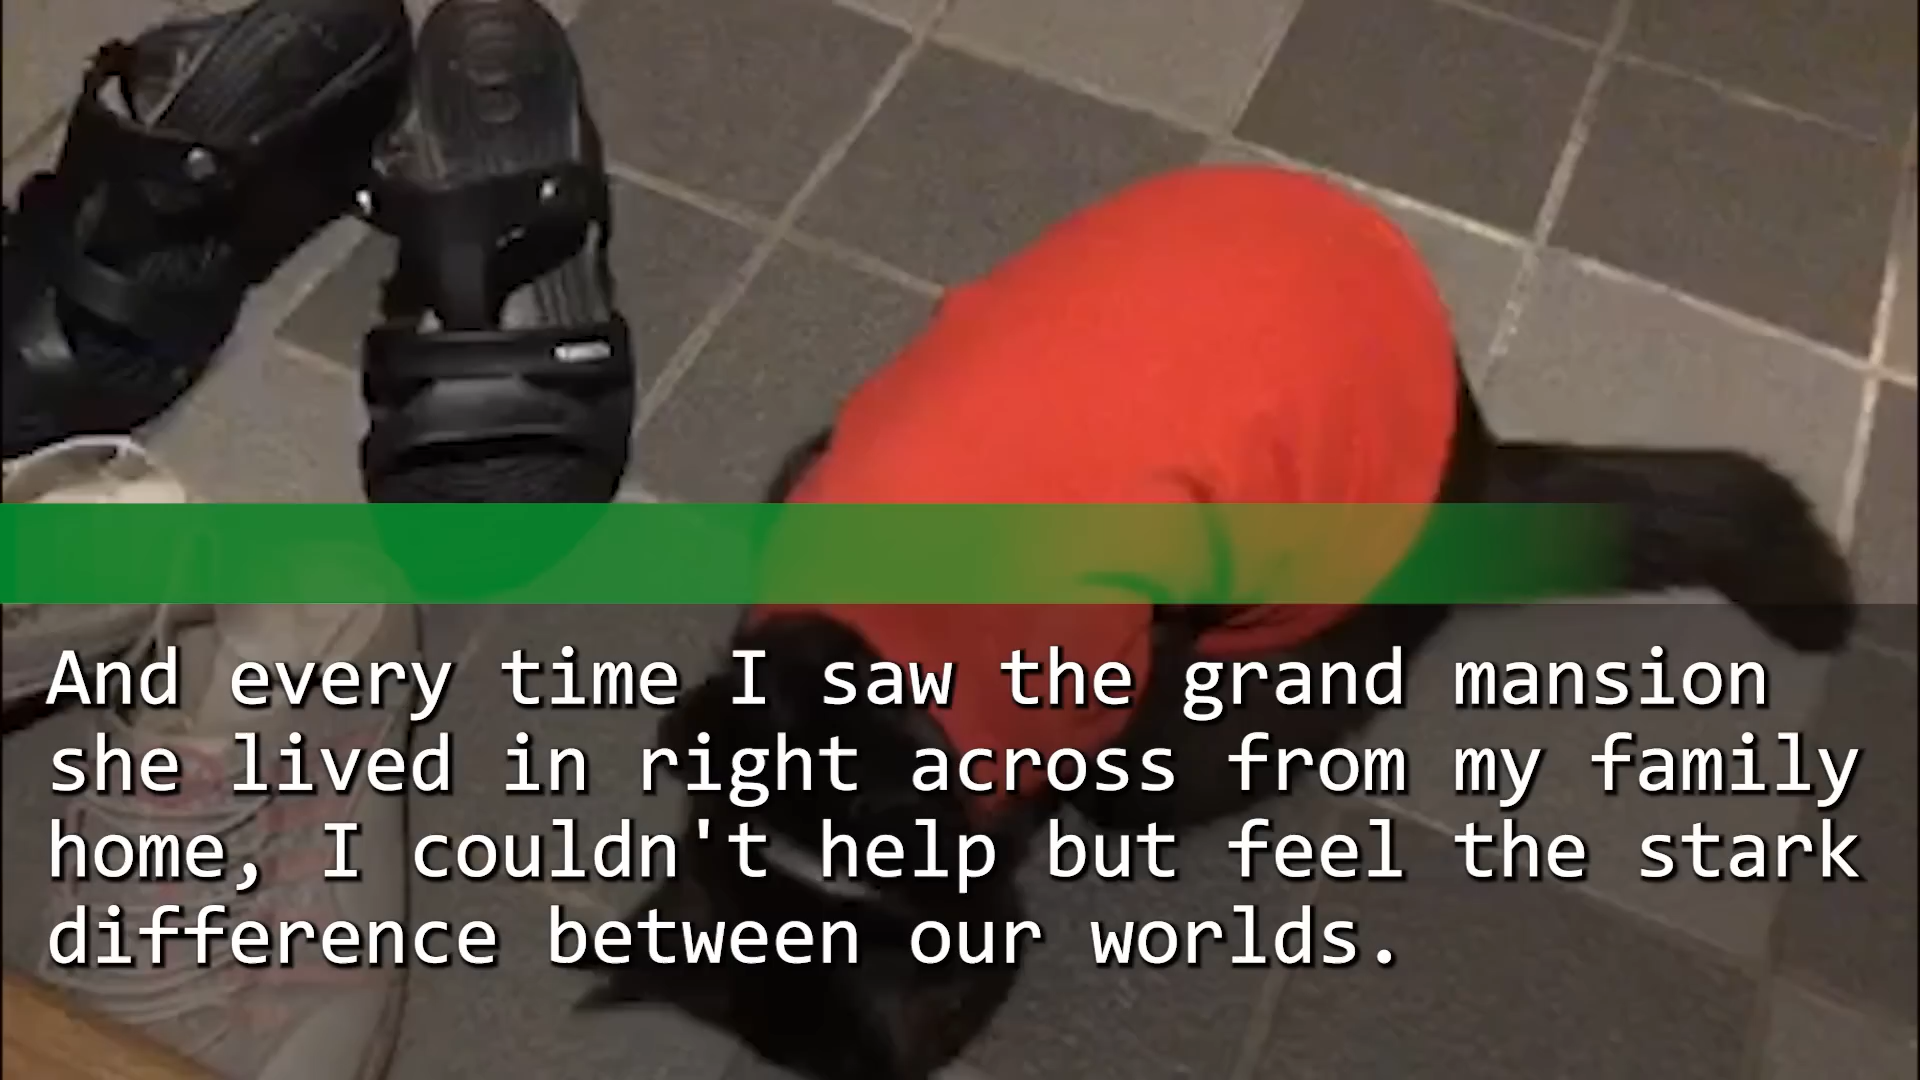 And every time I saw the grand mansion
she lived in right across from my family
home, I couldn't help but feel the stark
difference between our worlds.